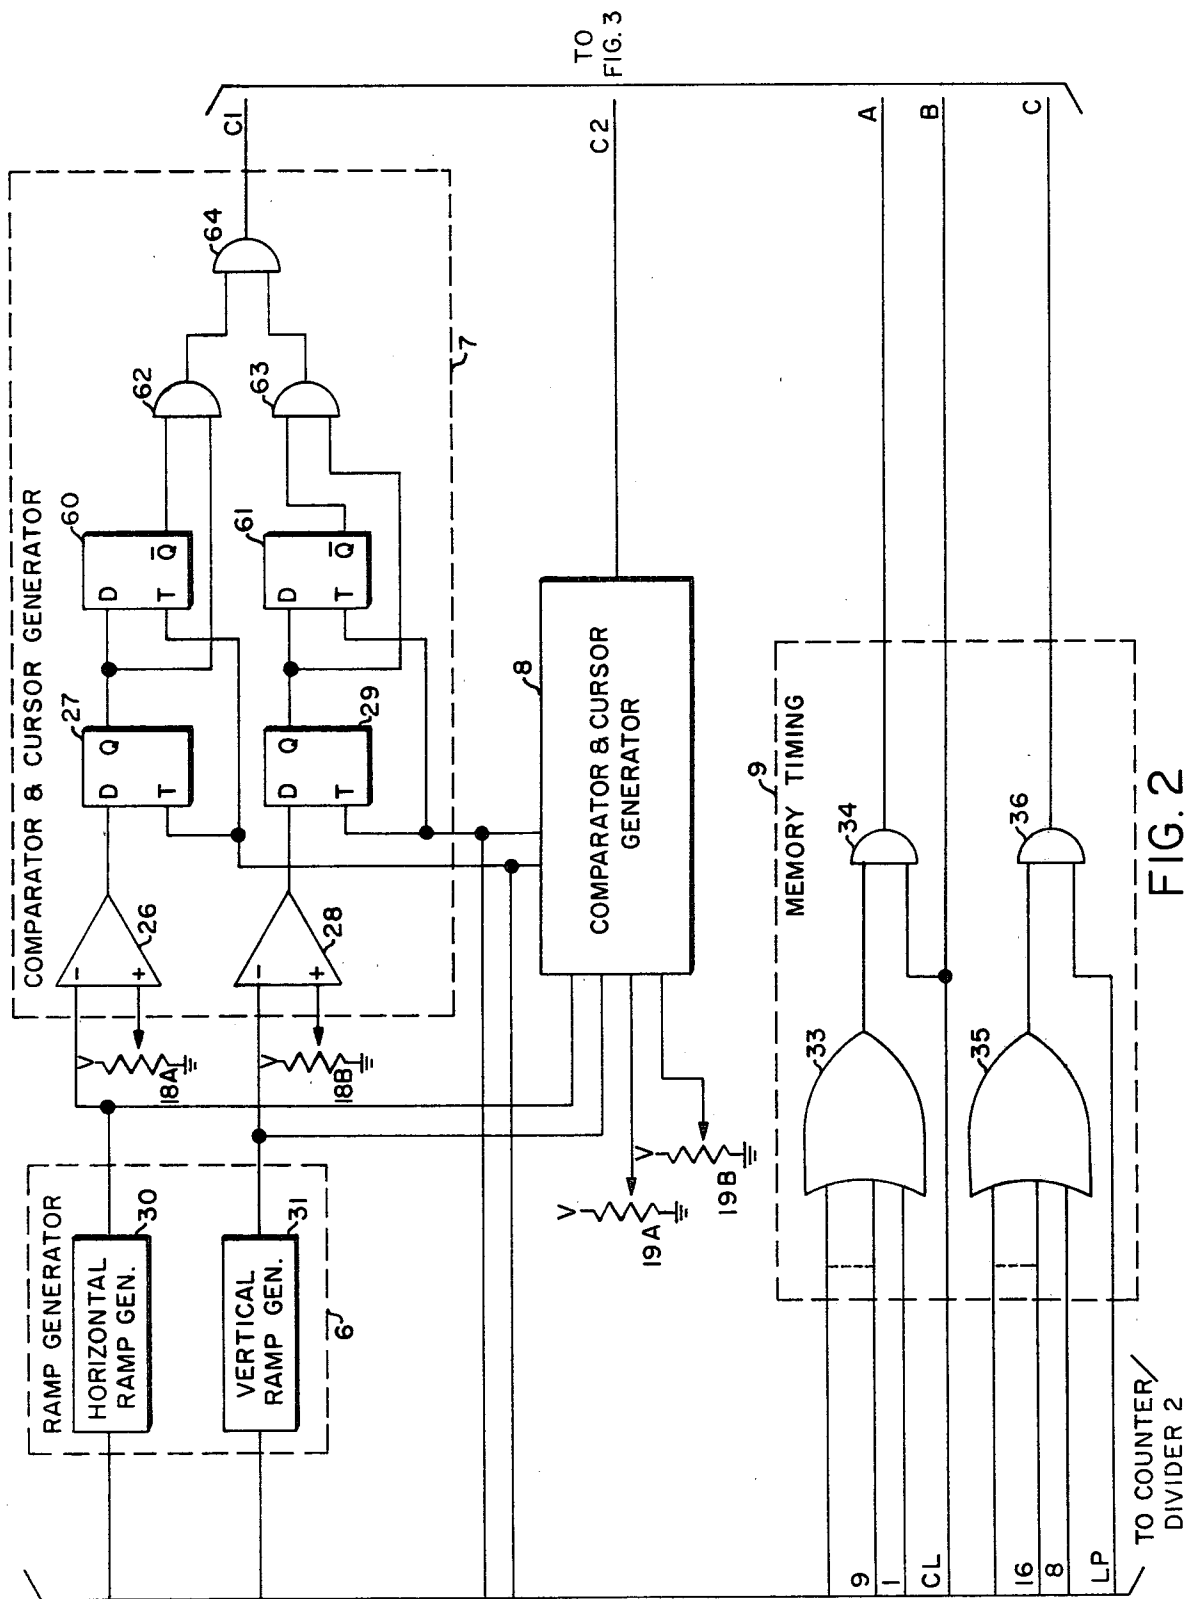 COMPARATOR & CURSOR GENERATOR
RAMP GENERATOR
HORIZONTAL
RAMP GEN.
30
VERTICAL
RAMP GEN.
31
6
V
18A
V
18B
-
+
26
-
+
28
D
Q
T
27
D
Q
T
29
D
Q̅
T
60
D
Q̅
T
61
62
63
64
7
C1
TO
FIG. 3
COMPARATOR & CURSOR
GENERATOR
8
C2
V
19A
V
19B
MEMORY TIMING
9
33
34
35
36
A
B
C
9
1
CL
16
8
LP
TO COUNTER/
DIVIDER 2
FIG. 2